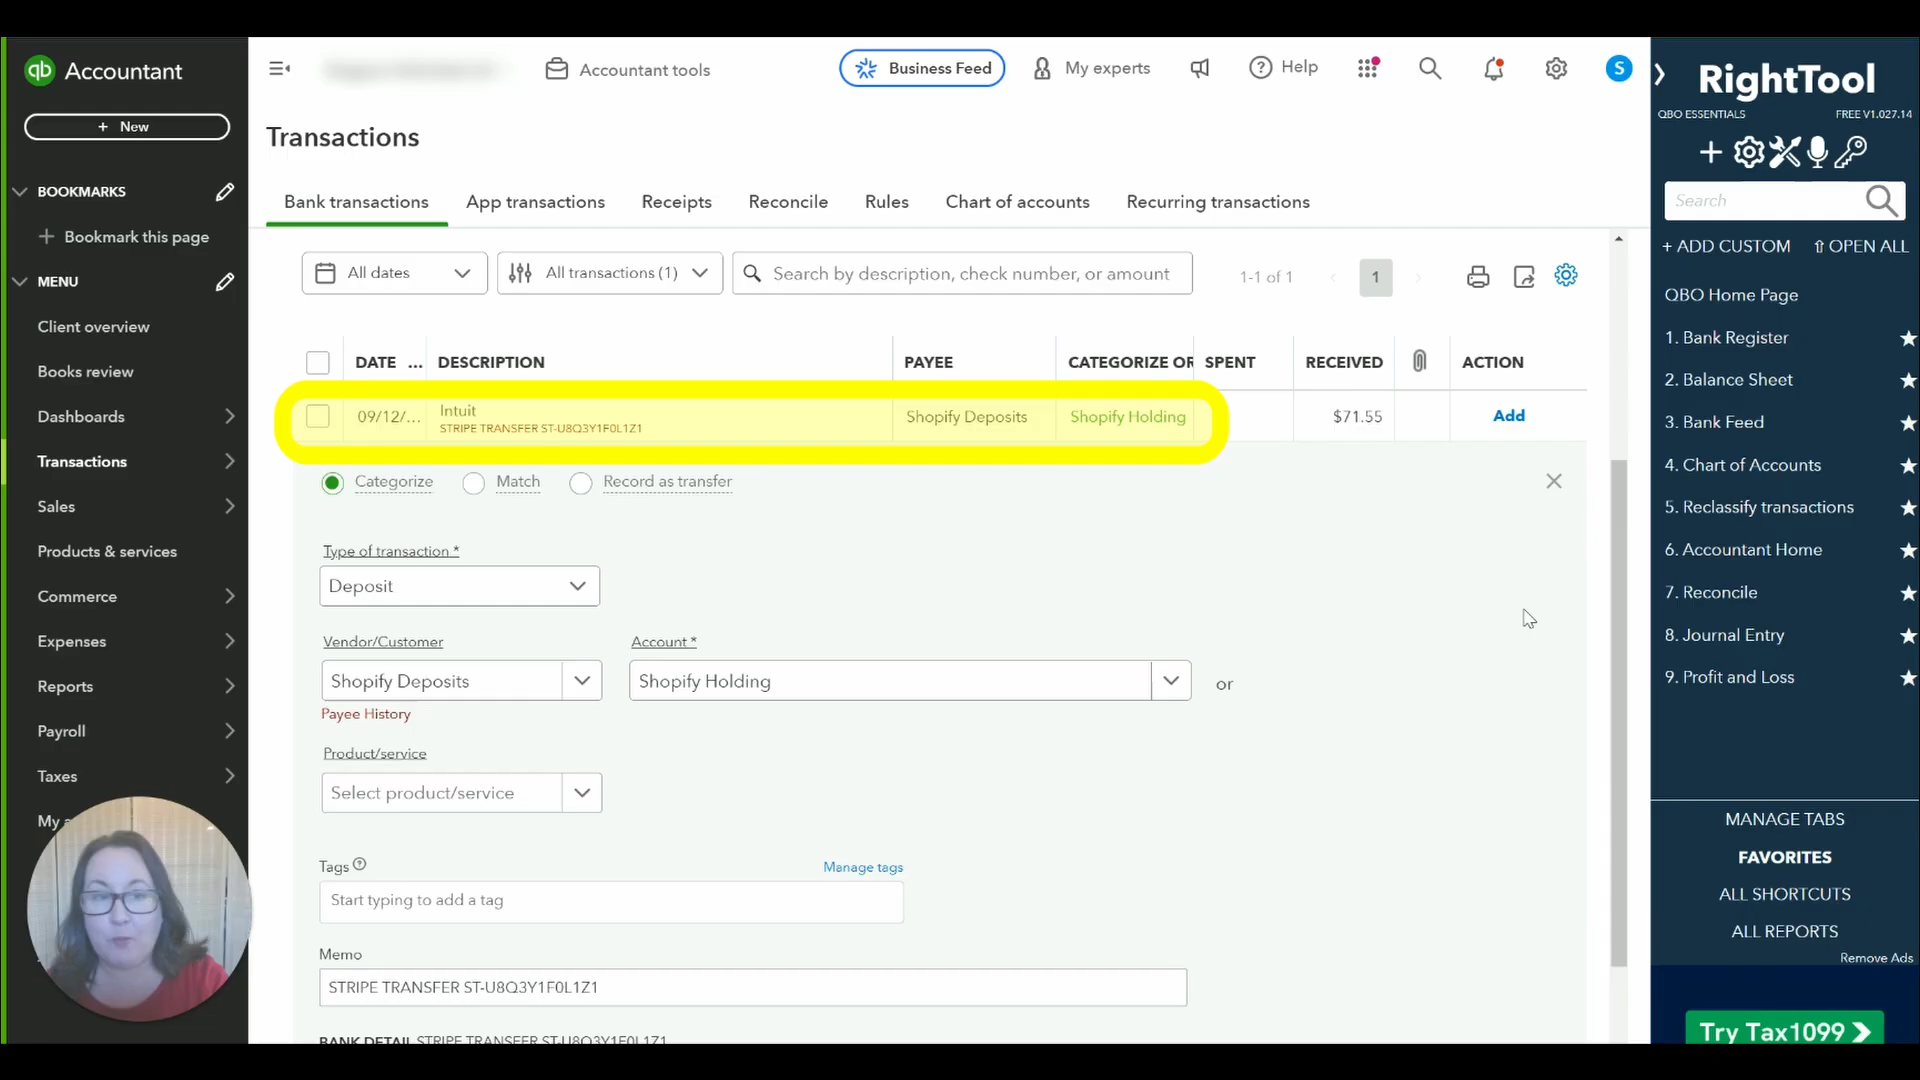 qb Accountant
Accountant tools
Business Feed
My experts
Help
S
RightTool
QBO ESSENTIALS FREE V1.027.14
+ New
Transactions
BOOKMARKS
Bookmark this page
MENU
Client overview
Books review
Dashboards
Transactions
Sales
Products & services
Commerce
Expenses
Reports
Payroll
Taxes
My
Bank transactions App transactions Receipts Reconcile Rules Chart of accounts Recurring transactions
All dates All transactions (1) Search by description, check number, or amount 1-1 of 1 1
DATE ... DESCRIPTION PAYEE CATEGORIZE OR SPENT RECEIVED ACTION
09/12/... Intuit Shopify Deposits Shopify Holding $71.55 Add
STRIPE TRANSFER ST-U8Q3Y1F0L1Z1
Categorize Match Record as transfer
Type of transaction *
Deposit
Vendor/Customer Account *
Shopify Deposits Shopify Holding or
Payee History
Product/service
Select product/service
Tags ? Manage tags
Start typing to add a tag
Memo
STRIPE TRANSFER ST-U8Q3Y1F0L1Z1
BANK DETAIL STRIPE TRANSFER ST-U8Q3Y1F0L1Z1
Search
+ ADD CUSTOM ⇧ OPEN ALL
QBO Home Page
1. Bank Register
2. Balance Sheet
3. Bank Feed
4. Chart of Accounts
5. Reclassify transactions
6. Accountant Home
7. Reconcile
8. Journal Entry
9. Profit and Loss
MANAGE TABS
FAVORITES
ALL SHORTCUTS
ALL REPORTS
Remove Ads
Try Tax1099